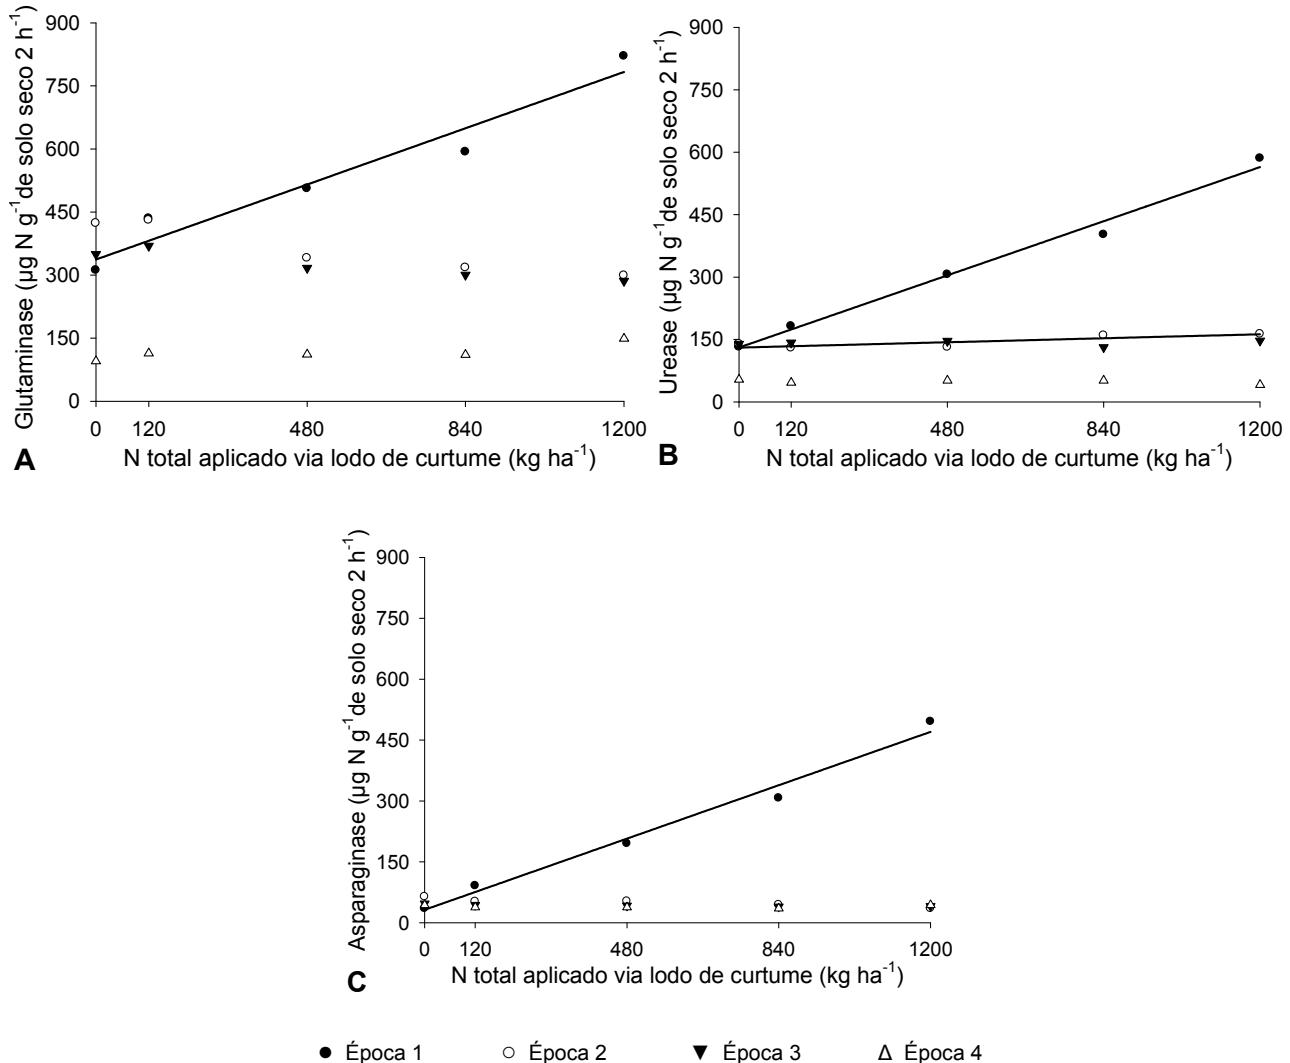 Glutaminase (µg N g⁻¹de solo seco 2 h⁻¹)
900
750
600
450
300
150
0
0 120 480 840 1200
N total aplicado via lodo de curtume (kg ha⁻¹)
A
Urease (µg N g⁻¹de solo seco 2 h⁻¹)
900
750
600
450
300
150
0
0 120 480 840 1200
N total aplicado via lodo de curtume (kg ha⁻¹)
B
Asparaginase (µg N g⁻¹de solo seco 2 h⁻¹)
900
750
600
450
300
150
0
0 120 480 840 1200
N total aplicado via lodo de curtume (kg ha⁻¹)
C
Época 1 Época 2 Época 3 Época 4